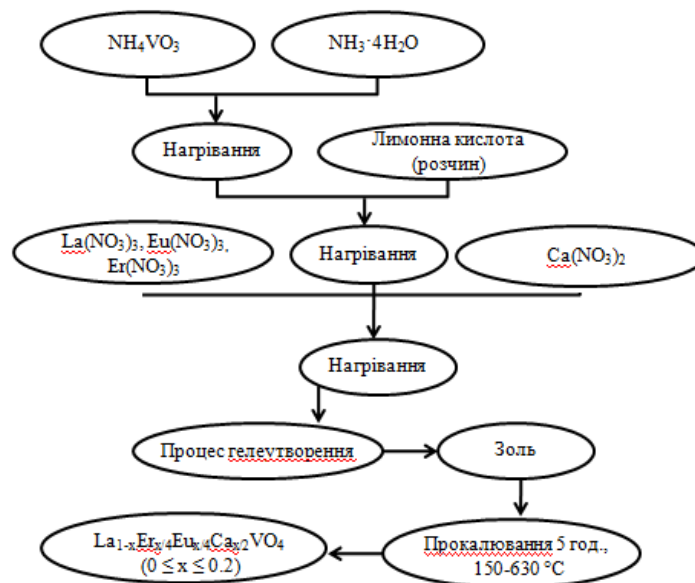 NH₄VO₃
NH₃·4H₂O
Нагрівання
Лимонна кислота
(розчин)
La(NO₃)₃, Eu(NO₃)₃,
Er(NO₃)₃
Нагрівання
Ca(NO₃)₂
Нагрівання
Процес гелеутворення
Золь
La₁₋ₓErₓ/₄Euₓ/₄Caₓ/₂VO₄
(0 ≤ x ≤ 0.2)
Прокалювання 5 год.,
150-630 °C